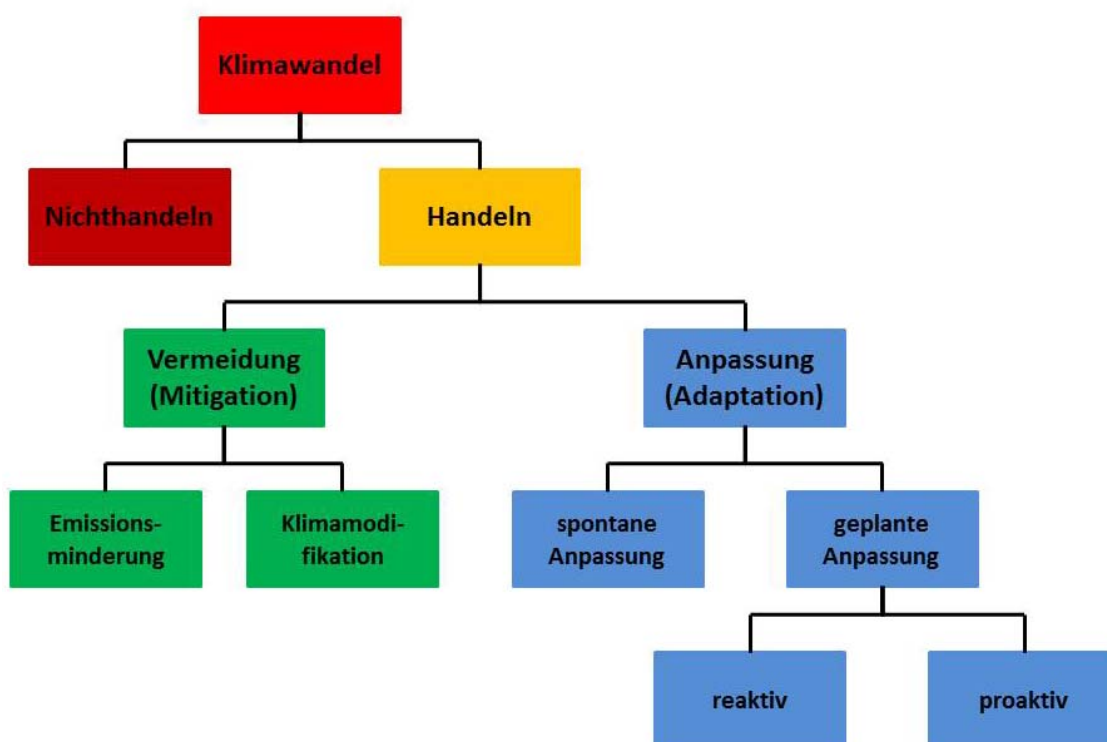 Klimawandel
Nichthandeln
Handeln
Vermeidung
(Mitigation)
Anpassung
(Adaptation)
Emissions-
minderung
Klimamodi-
fikation
spontane
Anpassung
geplante
Anpassung
reaktiv
proaktiv